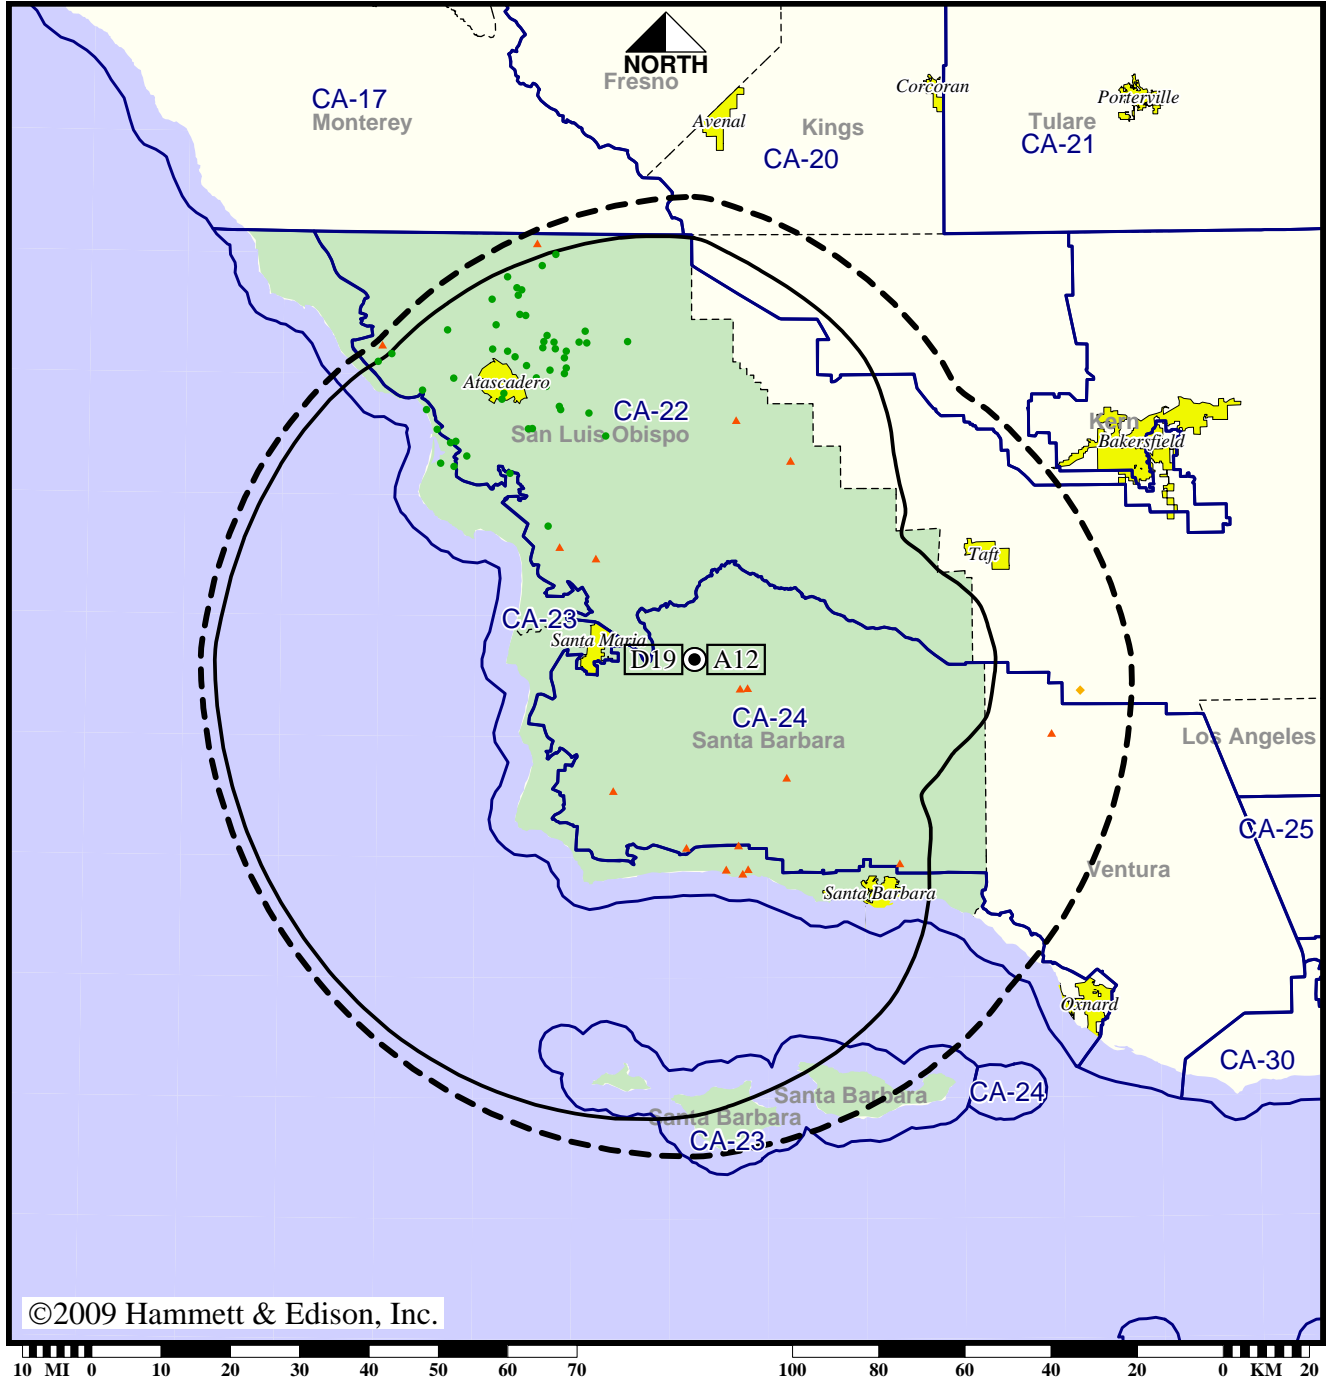 NORTH
Fresno
CA-17
Monterey
Avenal
Corcoran
Porterville
Kings
CA-20
Tulare
CA-21
Atascadero
CA-22
San Luis Obispo
Kern
Bakersfield
Taft
CA-23
Santa Maria
D19
A12
CA-24
Santa Barbara
Los Angeles
CA-25
Ventura
Santa Barbara
Oxnard
CA-30
Santa Barbara
CA-24
Santa Barbara
CA-23
©2009 Hammett & Edison, Inc.
10 MI 0 10 20 30 40 50 60 70
100 80 60 40 20 0 KM 20